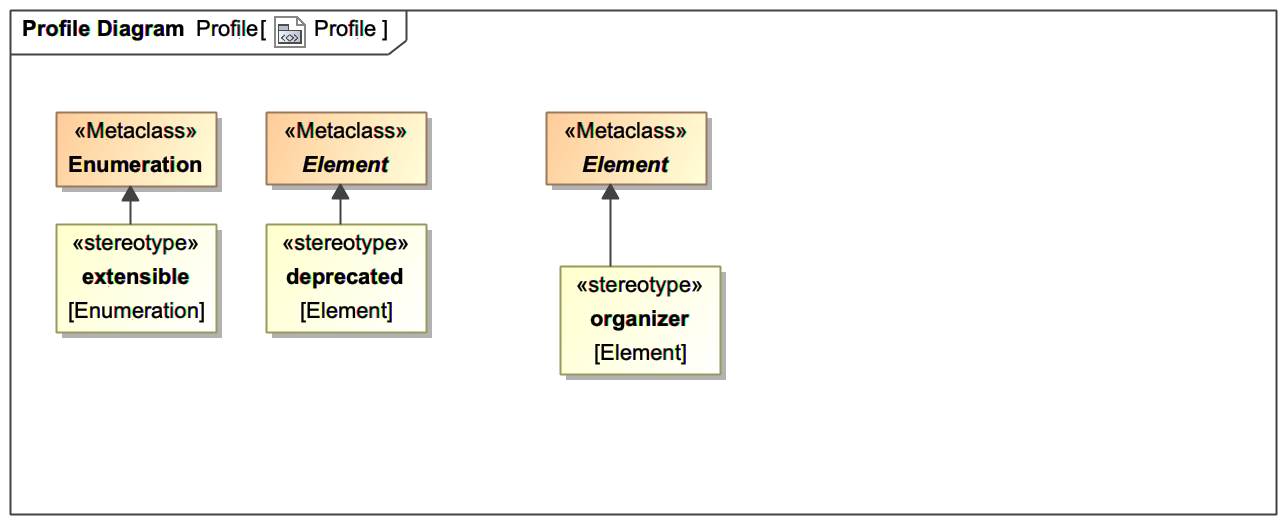 Profile Diagram Profile[ Profile ]
«Metaclass»
Enumeration
«stereotype»
extensible
[Enumeration]
«Metaclass»
Element
«stereotype»
deprecated
[Element]
«Metaclass»
Element
«stereotype»
organizer
[Element]